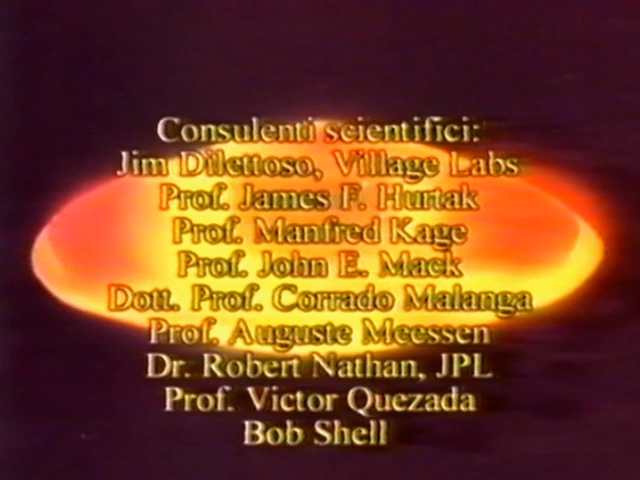 Consulenti scientifici:
Jim Dilettoso, Village Labs
Prof. James F. Hurtak
Prof. Manfred Kage
Prof. John E. Mack
Dott. Prof. Corrado Malanga
Prof. Auguste Meessen
Dr. Robert Nathan, JPL
Prof. Victor Quezada
Bob Shell